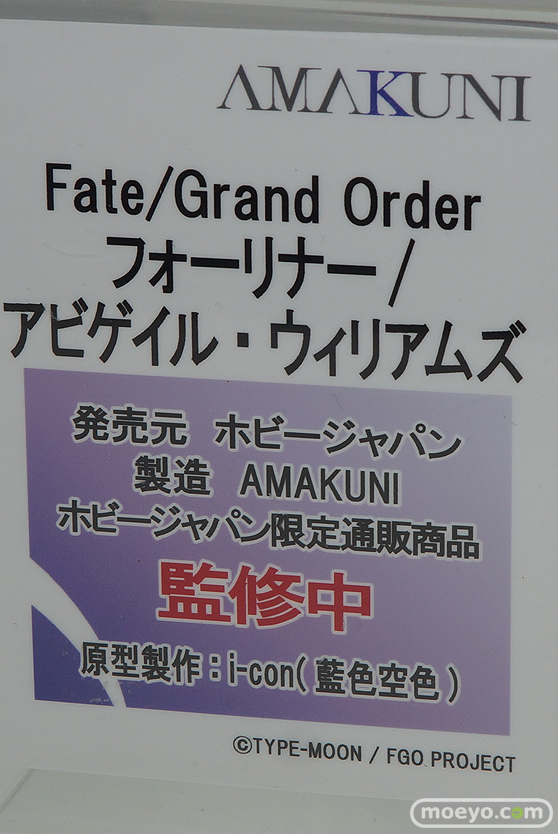 AMAKUNI
Fate/Grand Order
フォーリナー/
アビゲイル・ウィリアムズ
発売元 ホビージャパン
製造 AMAKUNI
ホビージャパン限定通販商品
監修中
原型製作:i-con(藍色空色)
©TYPE-MOON / FGO PROJECT
moeyo.com